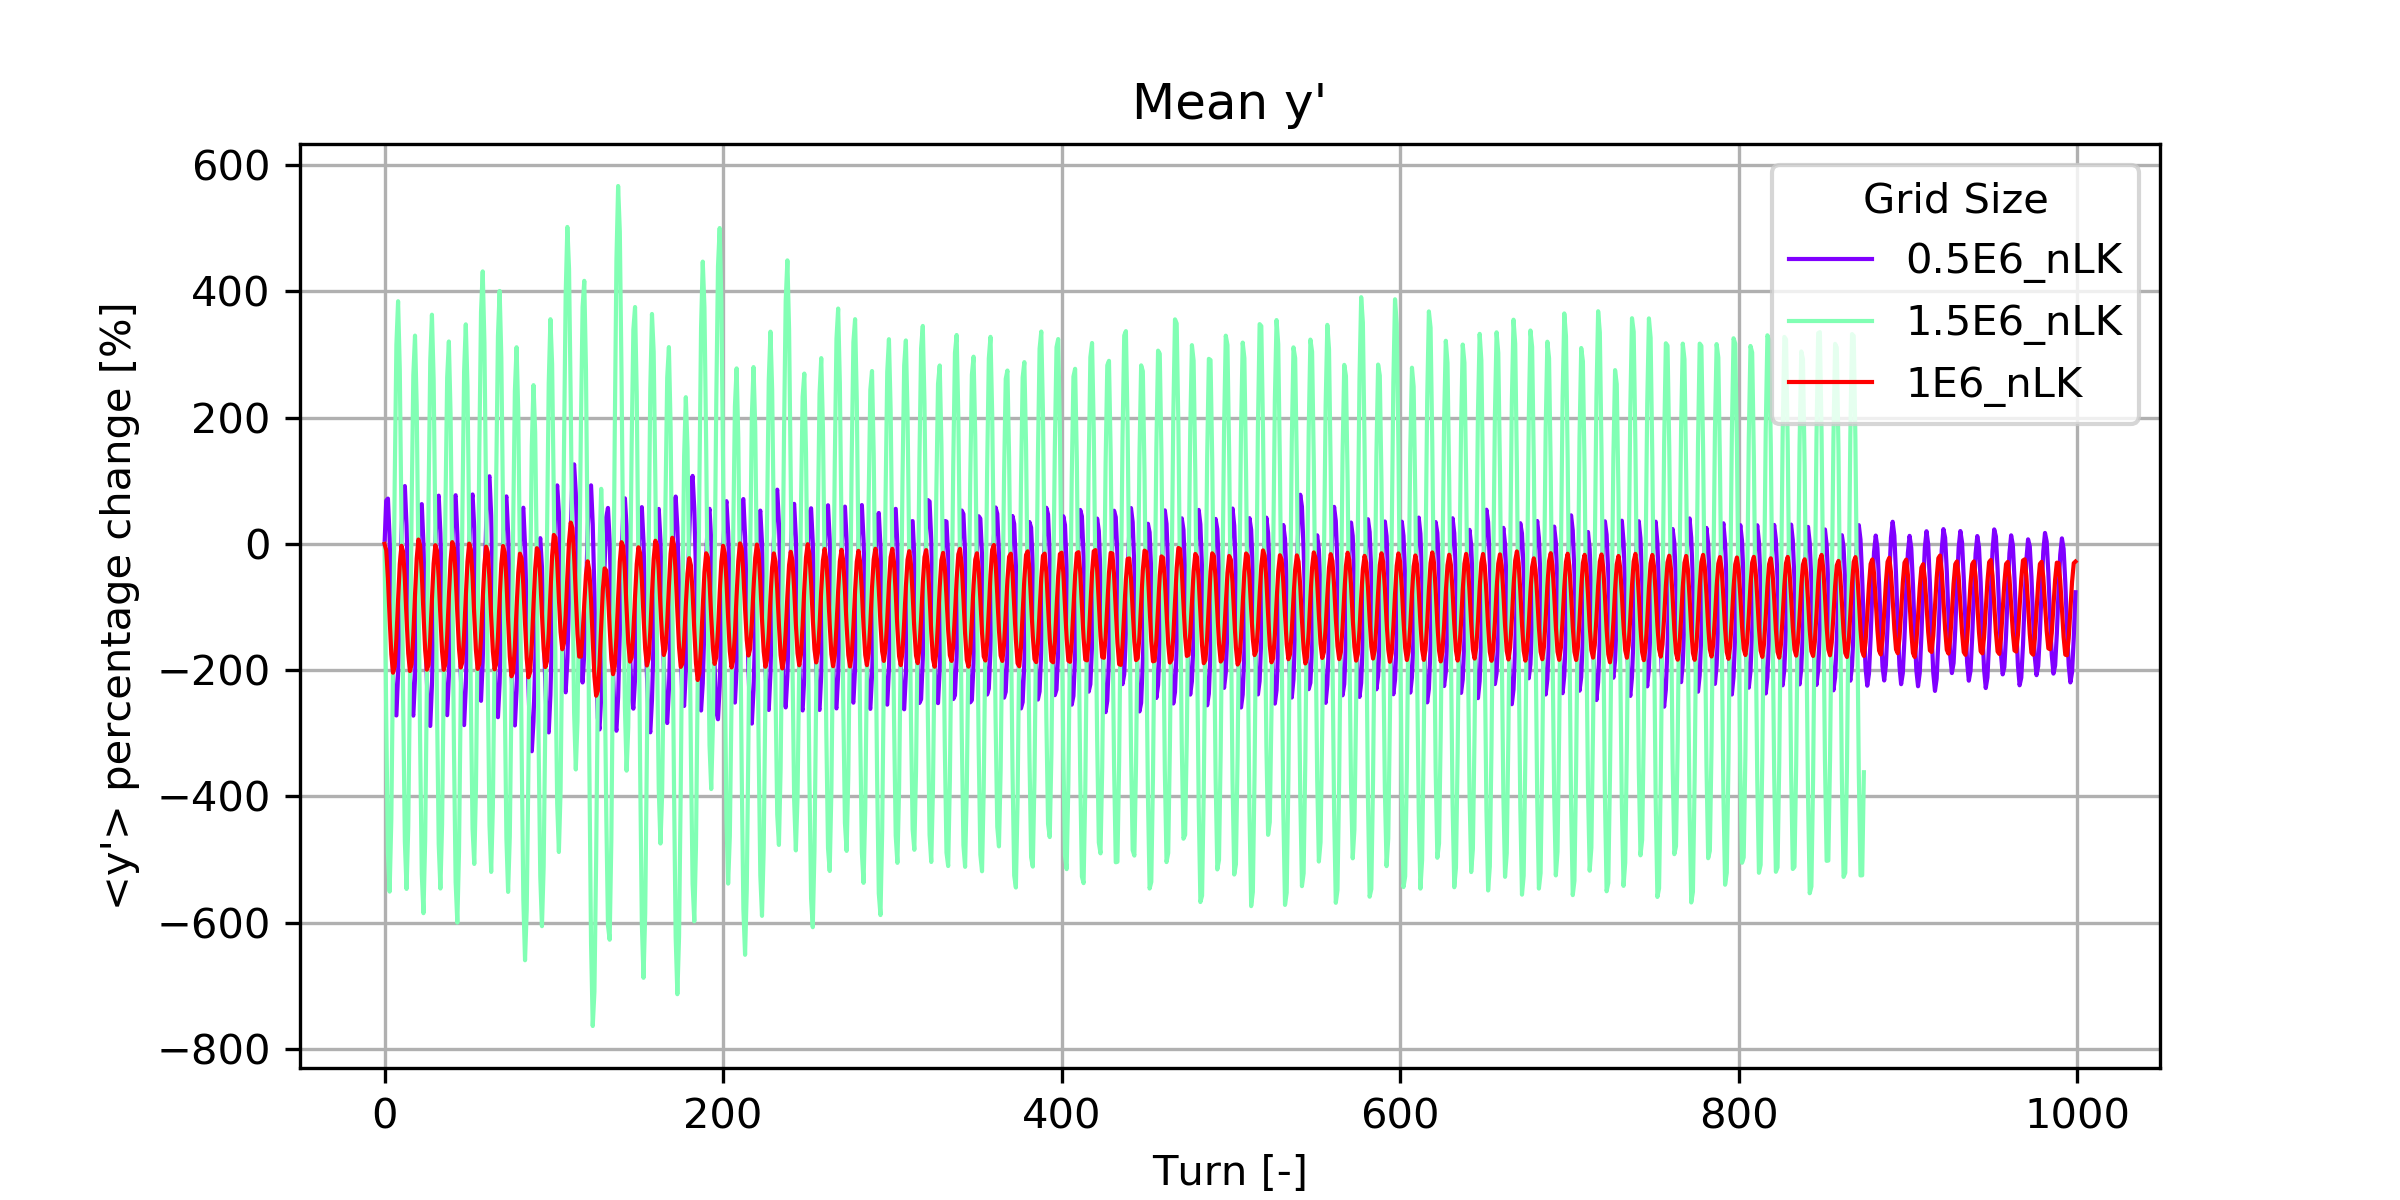 Mean y'
<y'> percentage change [%]
600
400
200
0
−200
−400
−600
−800
0
200
400
600
800
1000
Turn [-]
Grid Size
0.5E6_nLK
1.5E6_nLK
1E6_nLK